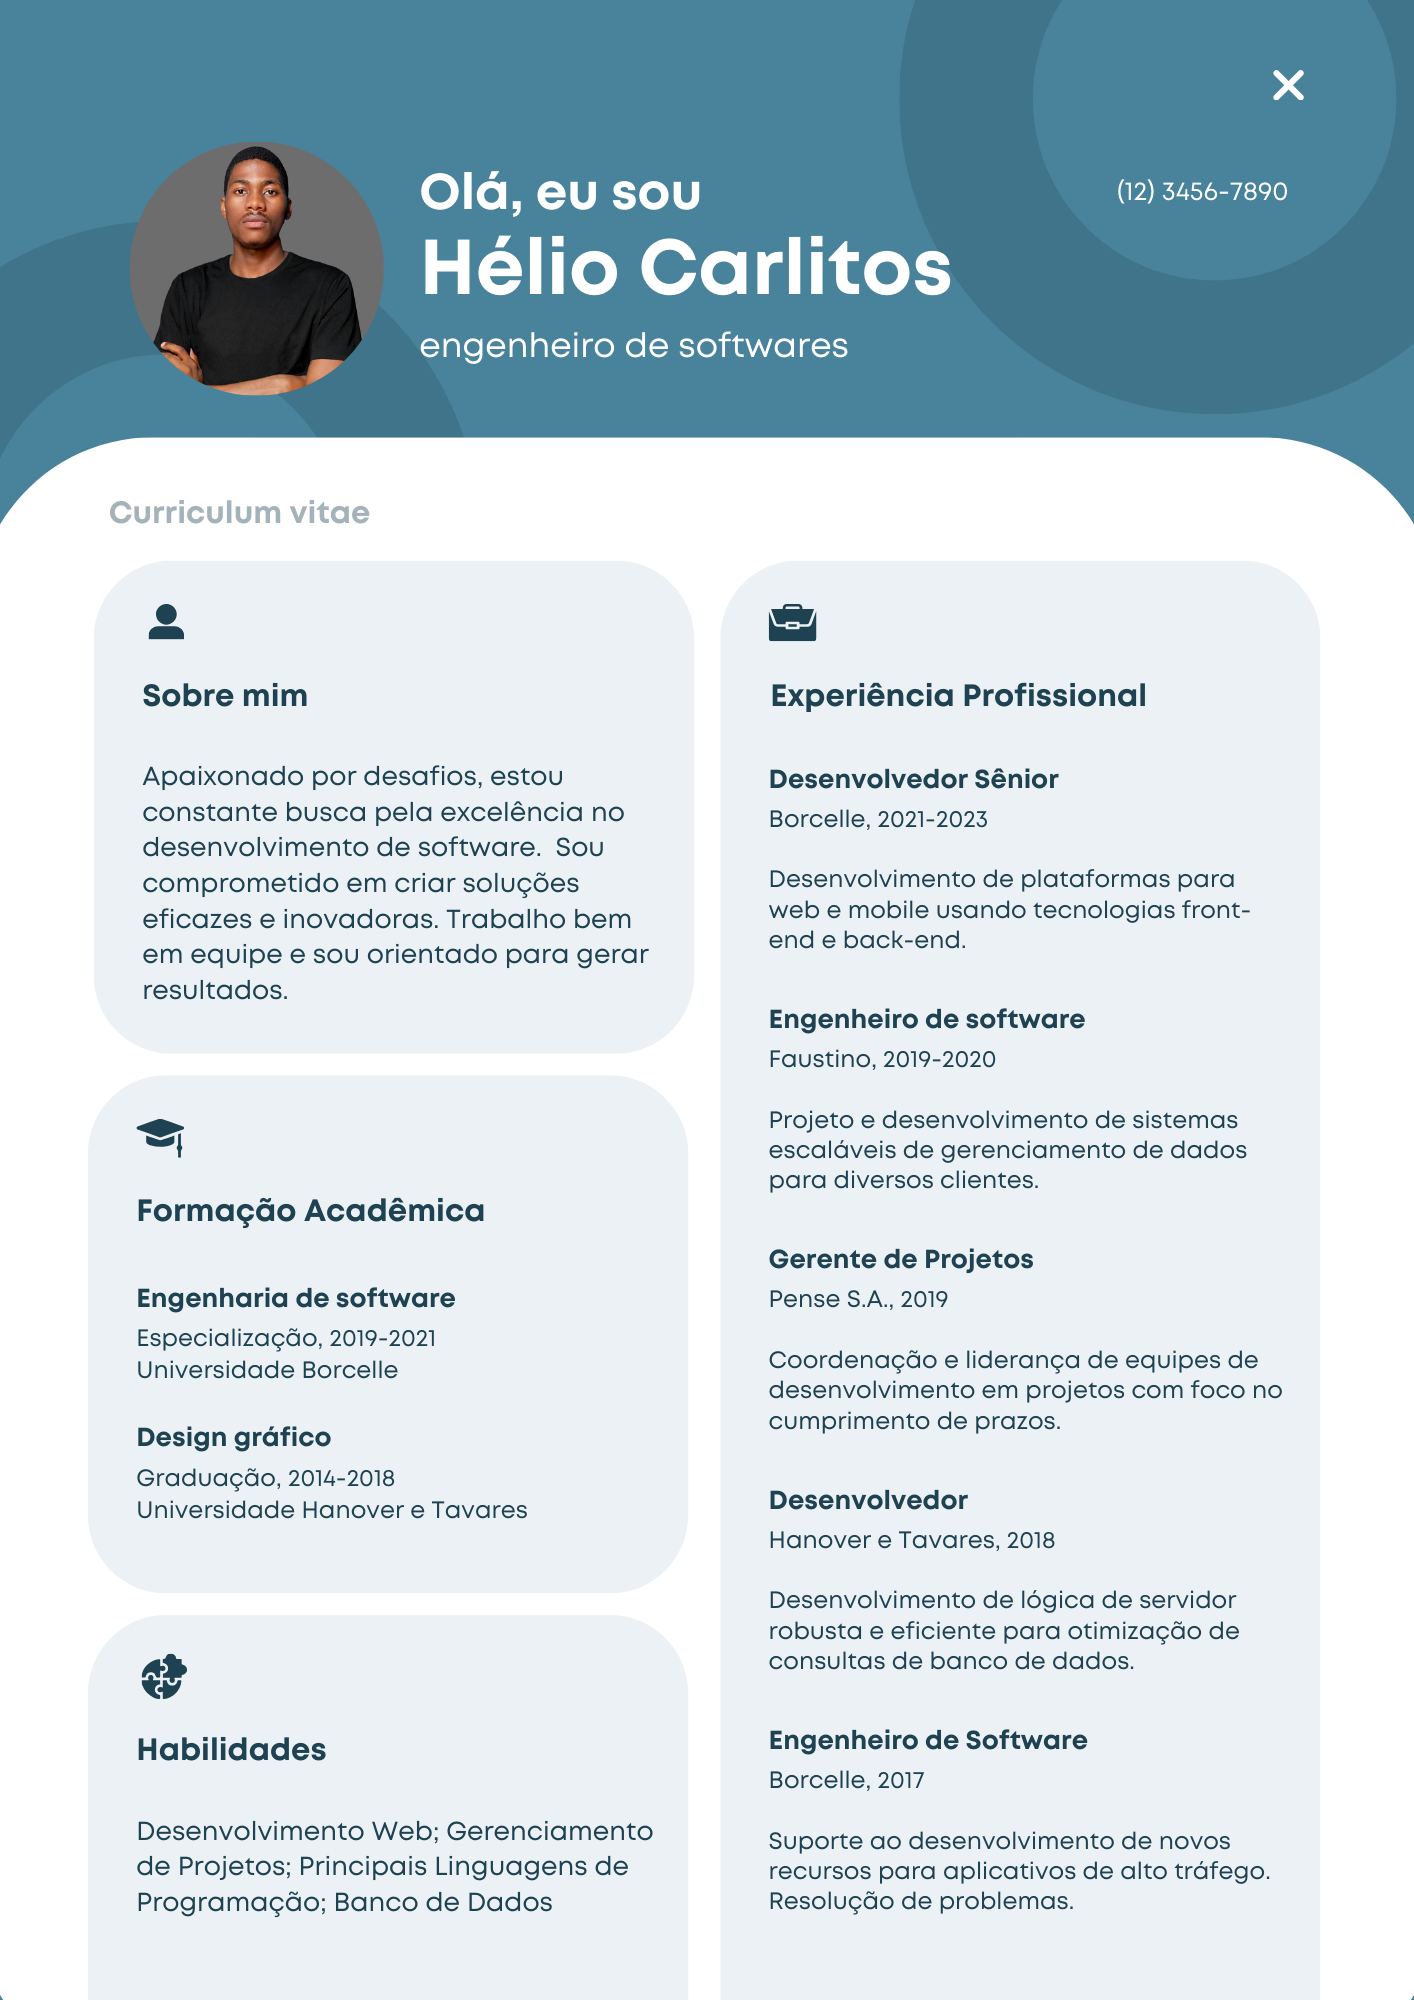 (12) 3456-7890
Olá, eu sou
Hélio Carlitos
engenheiro de softwares
Curriculum vitae
Sobre mim
Apaixonado por desafios, estou
constante busca pela excelência no
desenvolvimento de software.  Sou
comprometido em criar soluções
eficazes e inovadoras. Trabalho bem
em equipe e sou orientado para gerar
resultados.
Formação Acadêmica
Engenharia de software
Especialização, 2019-2021
Universidade Borcelle
Design gráfico
Graduação, 2014-2018
Universidade Hanover e Tavares
Habilidades
Desenvolvimento Web; Gerenciamento
de Projetos; Principais Linguagens de
Programação; Banco de Dados
Experiência Profissional
Desenvolvedor Sênior
Borcelle, 2021-2023
Desenvolvimento de plataformas para
web e mobile usando tecnologias front-
end e back-end.
Engenheiro de software
Faustino, 2019-2020
Projeto e desenvolvimento de sistemas
escaláveis de gerenciamento de dados
para diversos clientes.
Gerente de Projetos
Pense S.A., 2019
Coordenação e liderança de equipes de
desenvolvimento em projetos com foco no
cumprimento de prazos.
Desenvolvedor
Hanover e Tavares, 2018
Desenvolvimento de lógica de servidor
robusta e eficiente para otimização de
consultas de banco de dados.
Engenheiro de Software
Borcelle, 2017
Suporte ao desenvolvimento de novos
recursos para aplicativos de alto tráfego.
Resolução de problemas.